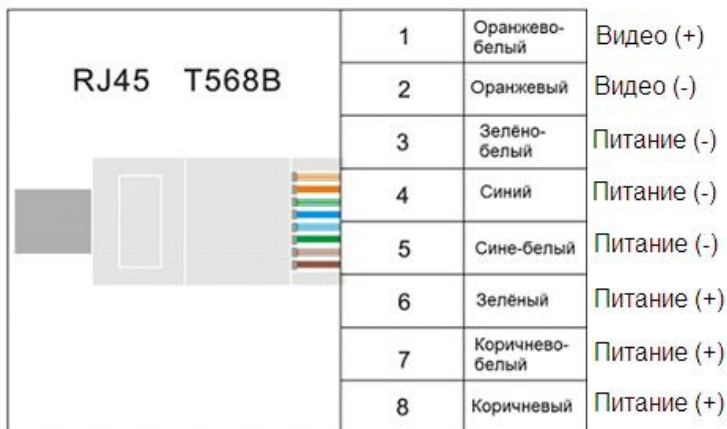 RJ45 T568B
1 Оранжево-
белый Видео (+)
2 Оранжевый Видео (-)
3 Зелёно-
белый Питание (-)
4 Синий Питание (-)
5 Сине-белый Питание (-)
6 Зелёный Питание (+)
7 Коричнево-
белый Питание (+)
8 Коричневый Питание (+)